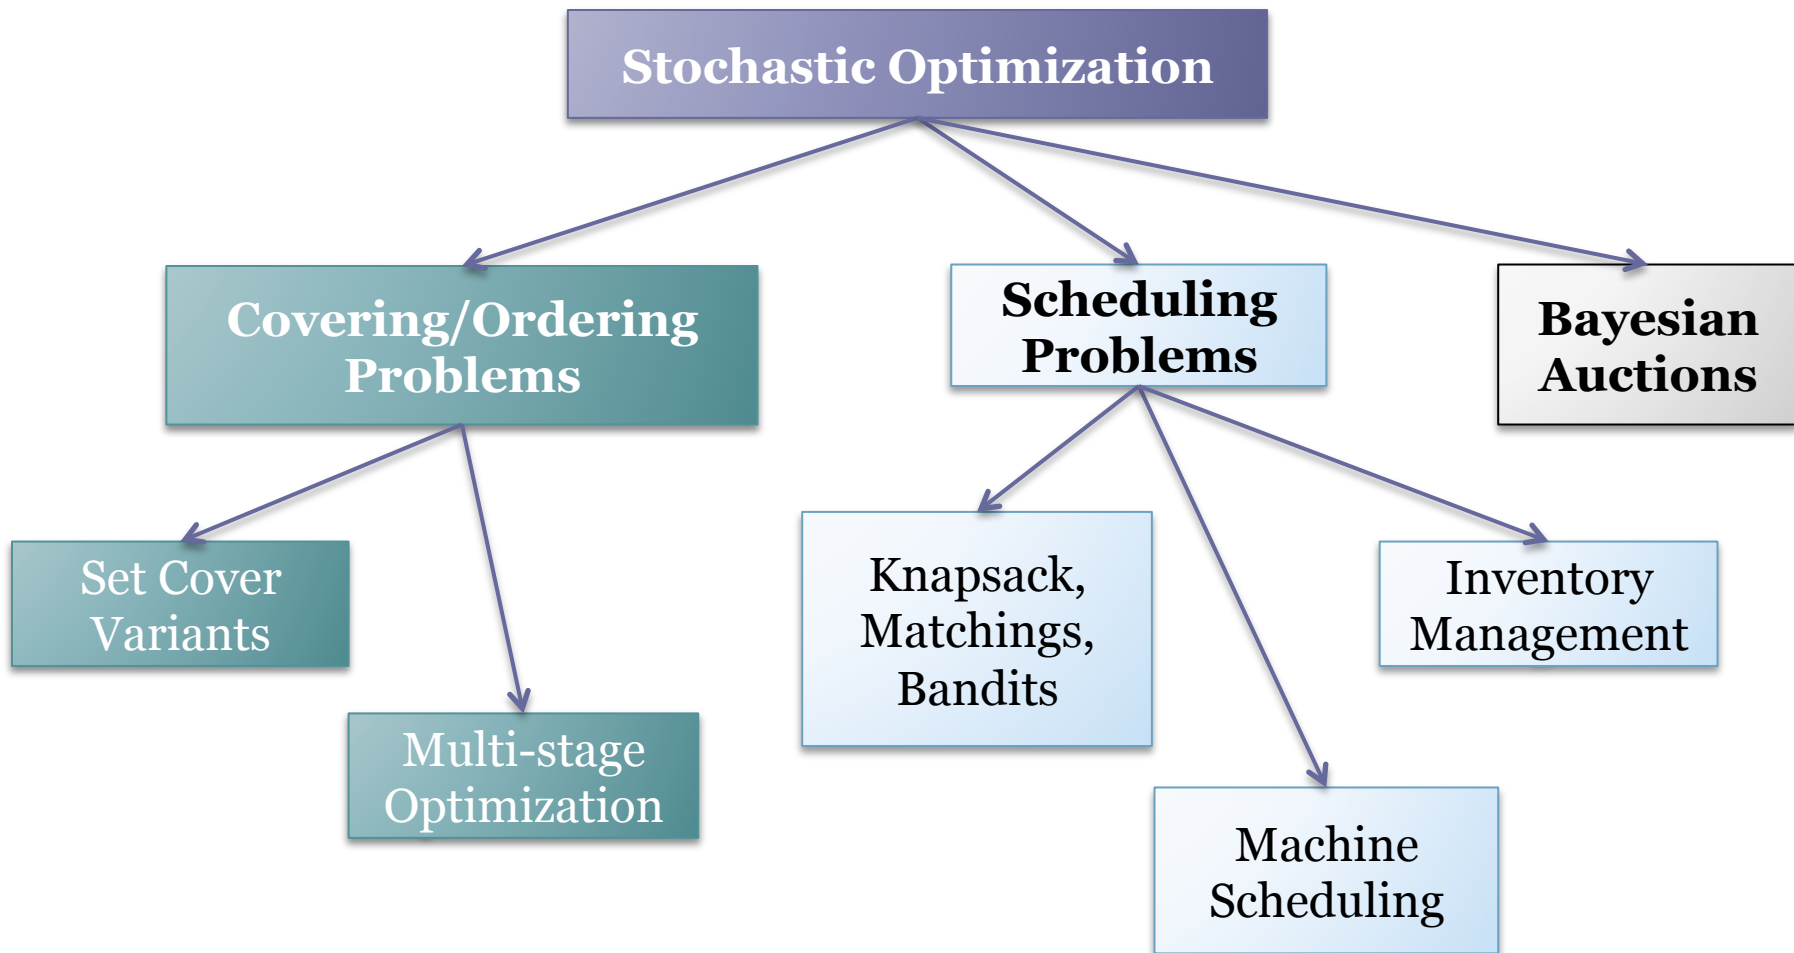 Stochastic Optimization
Covering/Ordering
Problems
Scheduling
Problems
Bayesian
Auctions
Set Cover
Variants
Multi-stage
Optimization
Knapsack,
Matchings,
Bandits
Machine
Scheduling
Inventory
Management